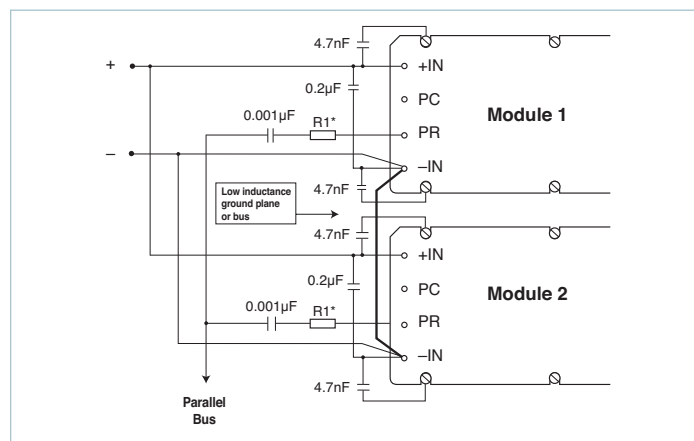 4.7nF
+
+IN
0.2µF
PC
Module 1
0.001µF
R1*
PR
–
–IN
4.7nF
Low inductance
ground plane
or bus
4.7nF
+IN
0.2µF
PC
Module 2
0.001µF
R1*
PR
–IN
4.7nF
Parallel
Bus